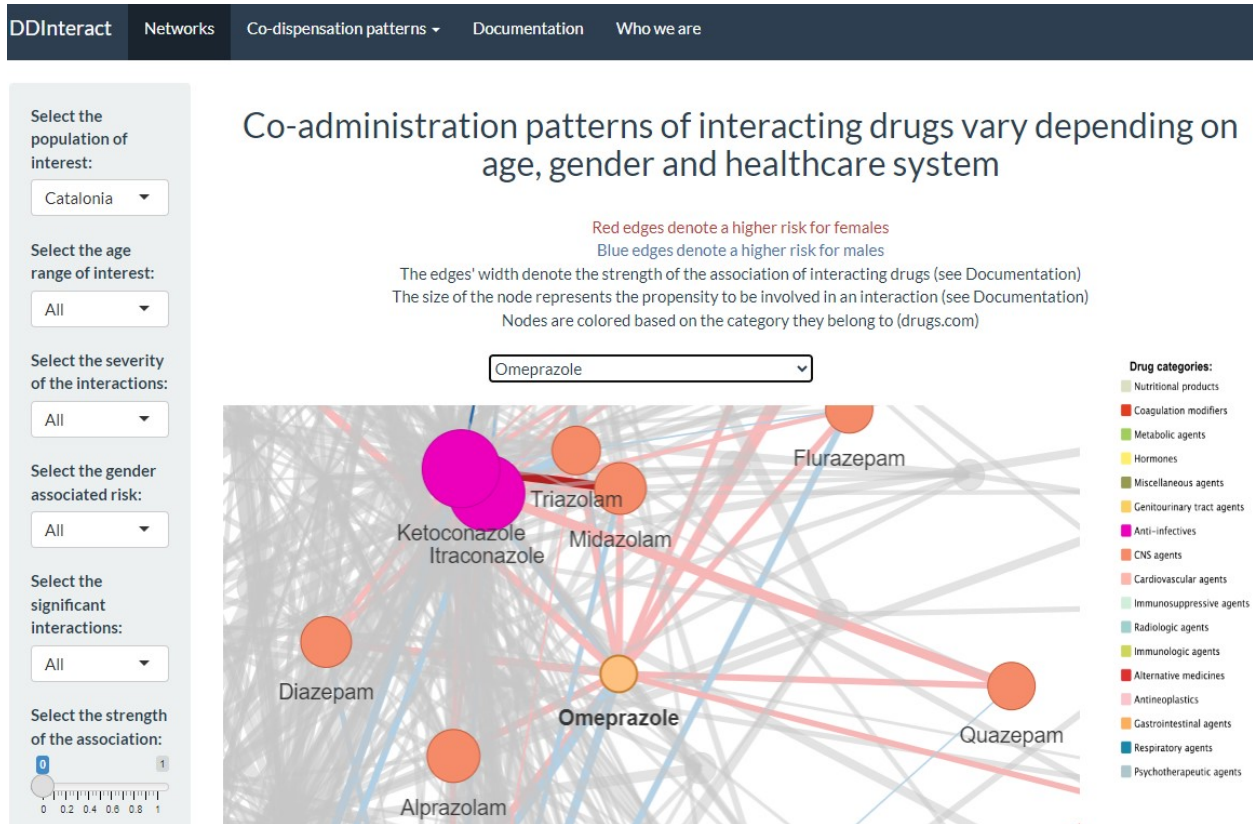 DDInteract Networks Co-dispensation patterns Documentation Who we are
Select the
population of
interest:
Catalonia
Select the age
range of interest:
All
Select the severity
of the interactions:
All
Select the gender
associated risk:
All
Select the
significant
interactions:
All
Select the strength
of the association:
0 1
0 0.2 0.4 0.6 0.8 1
Co-administration patterns of interacting drugs vary depending on
age, gender and healthcare system
Red edges denote a higher risk for females
Blue edges denote a higher risk for males
The edges' width denote the strength of the association of interacting drugs (see Documentation)
The size of the node represents the propensity to be involved in an interaction (see Documentation)
Nodes are colored based on the category they belong to (drugs.com)
Omeprazole
Flurazepam
Triazolam
Ketoconazole
Midazolam
Itraconazole
Diazepam
Omeprazole
Quazepam
Alprazolam
Drug categories:
Nutritional products
Coagulation modifiers
Metabolic agents
Hormones
Miscellaneous agents
Genitourinary tract agents
Anti-infectives
CNS agents
Cardiovascular agents
Immunosuppressive agents
Radiologic agents
Immunologic agents
Alternative medicines
Antineoplastics
Gastrointestinal agents
Respiratory agents
Psychotherapeutic agents